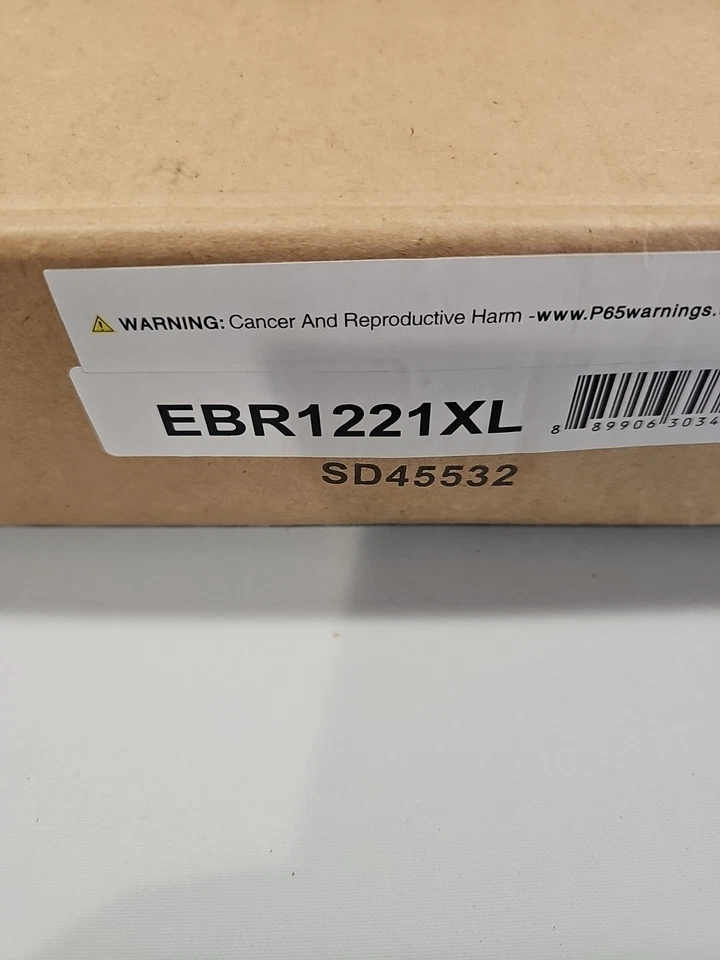 WARNING: Cancer And Reproductive Harm -www.P65warnings.
EBR1221XL
8 89906 3034
SD45532